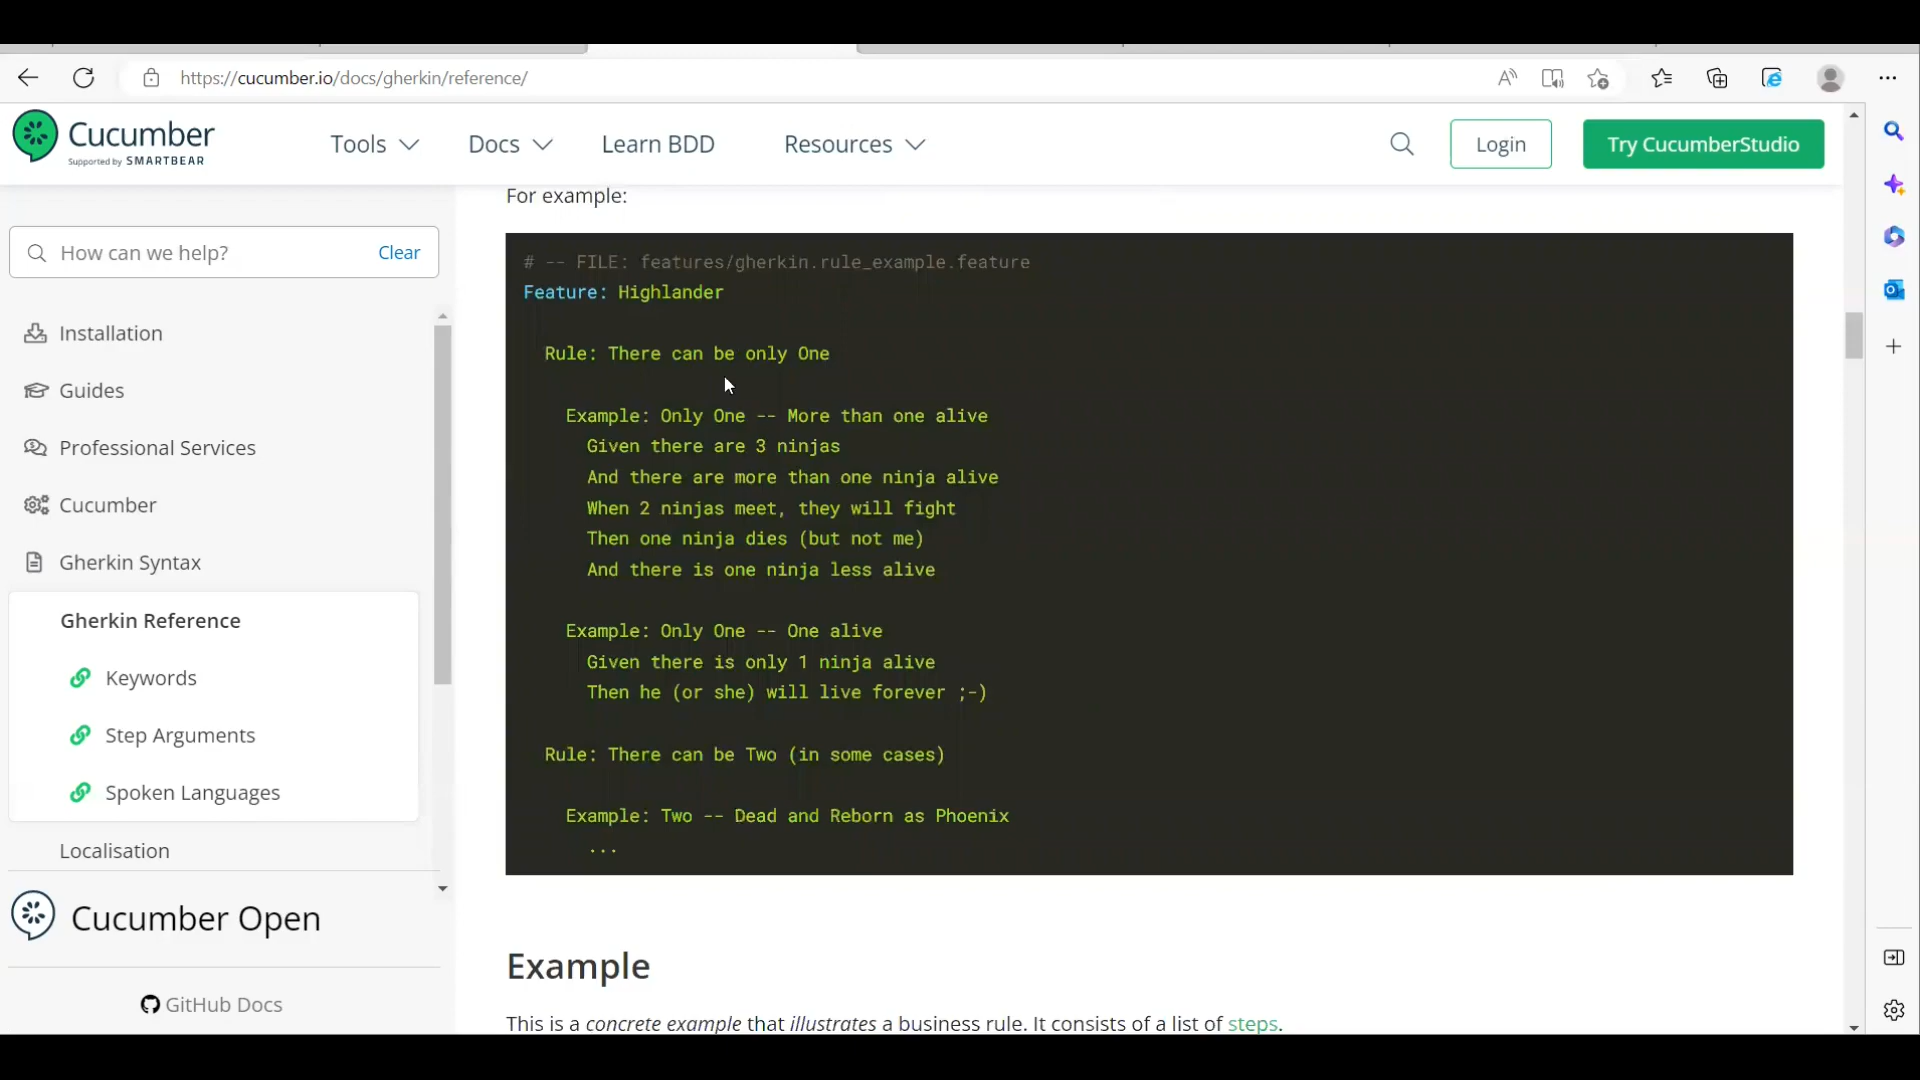 https://cucumber.io/docs/gherkin/reference/
Cucumber
Supported by SMARTBEAR
Tools
Docs
Learn BDD
Resources
Login
Try CucumberStudio
How can we help?
Clear
Installation
Guides
Professional Services
Cucumber
Gherkin Syntax
Gherkin Reference
Keywords
Step Arguments
Spoken Languages
Localisation
Cucumber Open
GitHub Docs
For example:
# -- FILE: features/gherkin.rule_example.feature
Feature: Highlander
Rule: There can be only One
Example: Only One -- More than one alive
Given there are 3 ninjas
And there are more than one ninja alive
When 2 ninjas meet, they will fight
Then one ninja dies (but not me)
And there is one ninja less alive
Example: Only One -- One alive
Given there is only 1 ninja alive
Then he (or she) will live forever ;-)
Rule: There can be Two (in some cases)
Example: Two -- Dead and Reborn as Phoenix
...
Example
This is a concrete example that illustrates a business rule. It consists of a list of steps.